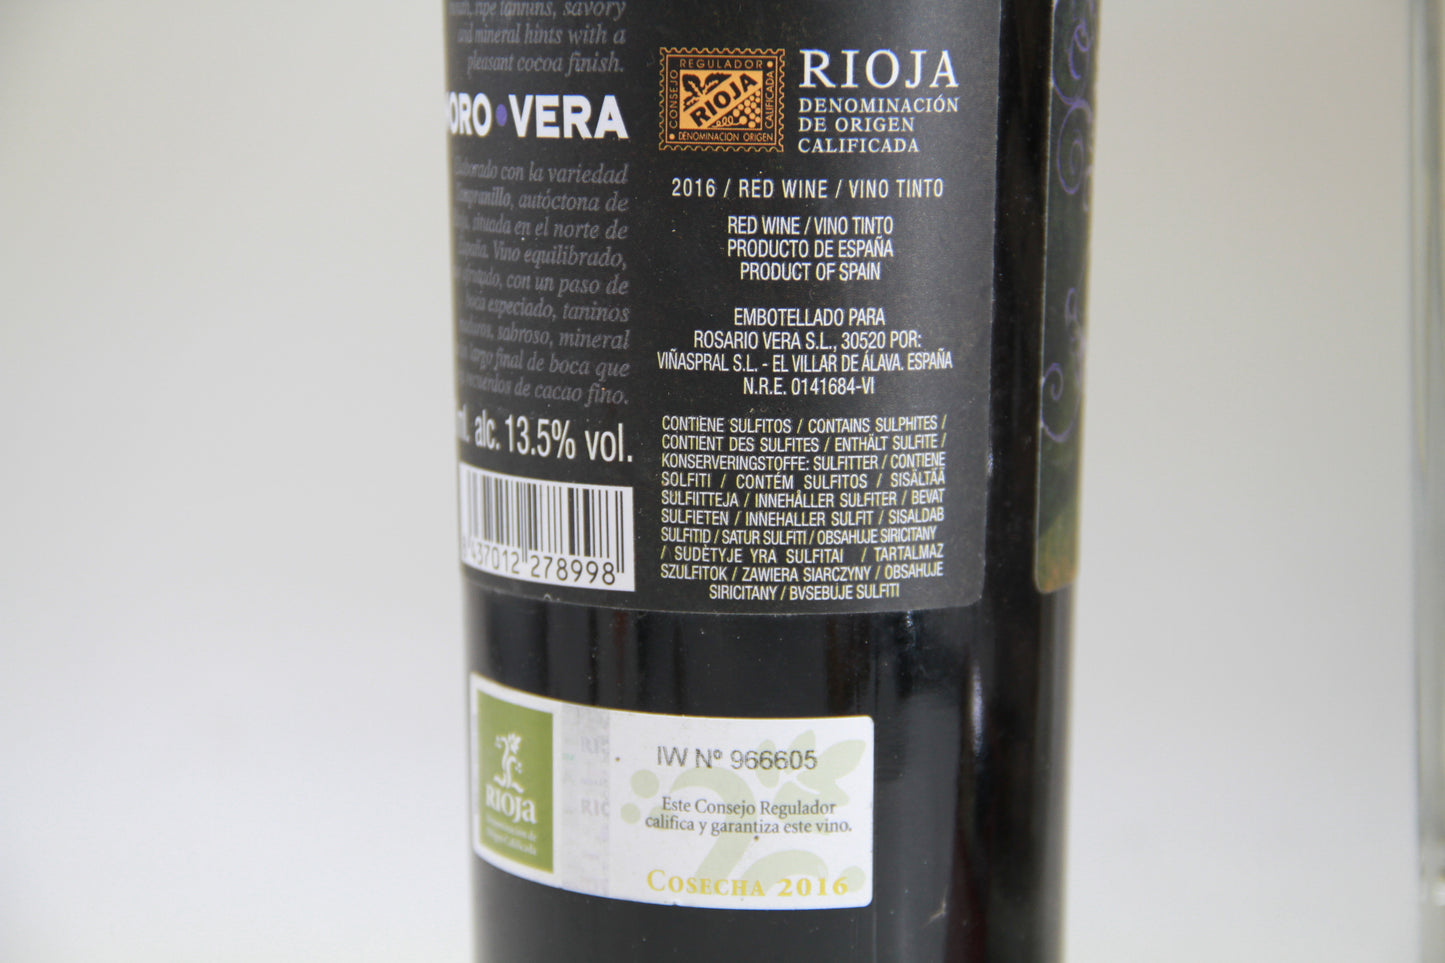 ripe tannins, savory
and mineral hints with a
pleasant cocoa finish.
ORO•VERA
Elaborado con la variedad
Tempranillo, autóctona de
situada en el norte de
España. Vino equilibrado,
afrutado, con un paso de
boca especiado, taninos
maduros, sabroso, mineral
largo final de boca que
recuerdos de cacao fino.
alc. 13.5% vol.
8 437012 278998
CONSEJO REGULADOR
RIOJA
DENOMINACION ORIGEN CALIFICADA
RIOJA
DENOMINACIÓN
DE ORIGEN
CALIFICADA
2016 / RED WINE / VINO TINTO
RED WINE / VINO TINTO
PRODUCTO DE ESPAÑA
PRODUCT OF SPAIN
EMBOTELLADO PARA
ROSARIO VERA S.L., 30520 POR:
VIÑASPRAL S.L. - EL VILLAR DE ÁLAVA. ESPAÑA
N.R.E. 0141684-VI
CONTIENE SULFITOS / CONTAINS SULPHITES /
CONTIENT DES SULFITES / ENTHÄLT SULFITE /
KONSERVERINGSTOFFE: SULFITTER / CONTIENE
SOLFITI / CONTÉM SULFITOS / SISÄLTÄÄ
SULFIITTEJA / INNEHÅLLER SULFITER / BEVAT
SULFIETEN / INNEHALLER SULFIT / SISALDAB
SULFITID / SATUR SULFITI / OBSAHUJE SIRICITANY
/ SUDĖTYJE YRA SULFITAI / TARTALMAZ
SZULFITOK / ZAWIERA SIARCZYNY / OBSAHUJE
SIRICITANY / BVSEBUJE SULFITI
RIOJa
Denominación de
Origen Calificada
IW Nº 966605
Este Consejo Regulador
califica y garantiza este vino.
COSECHA 2016